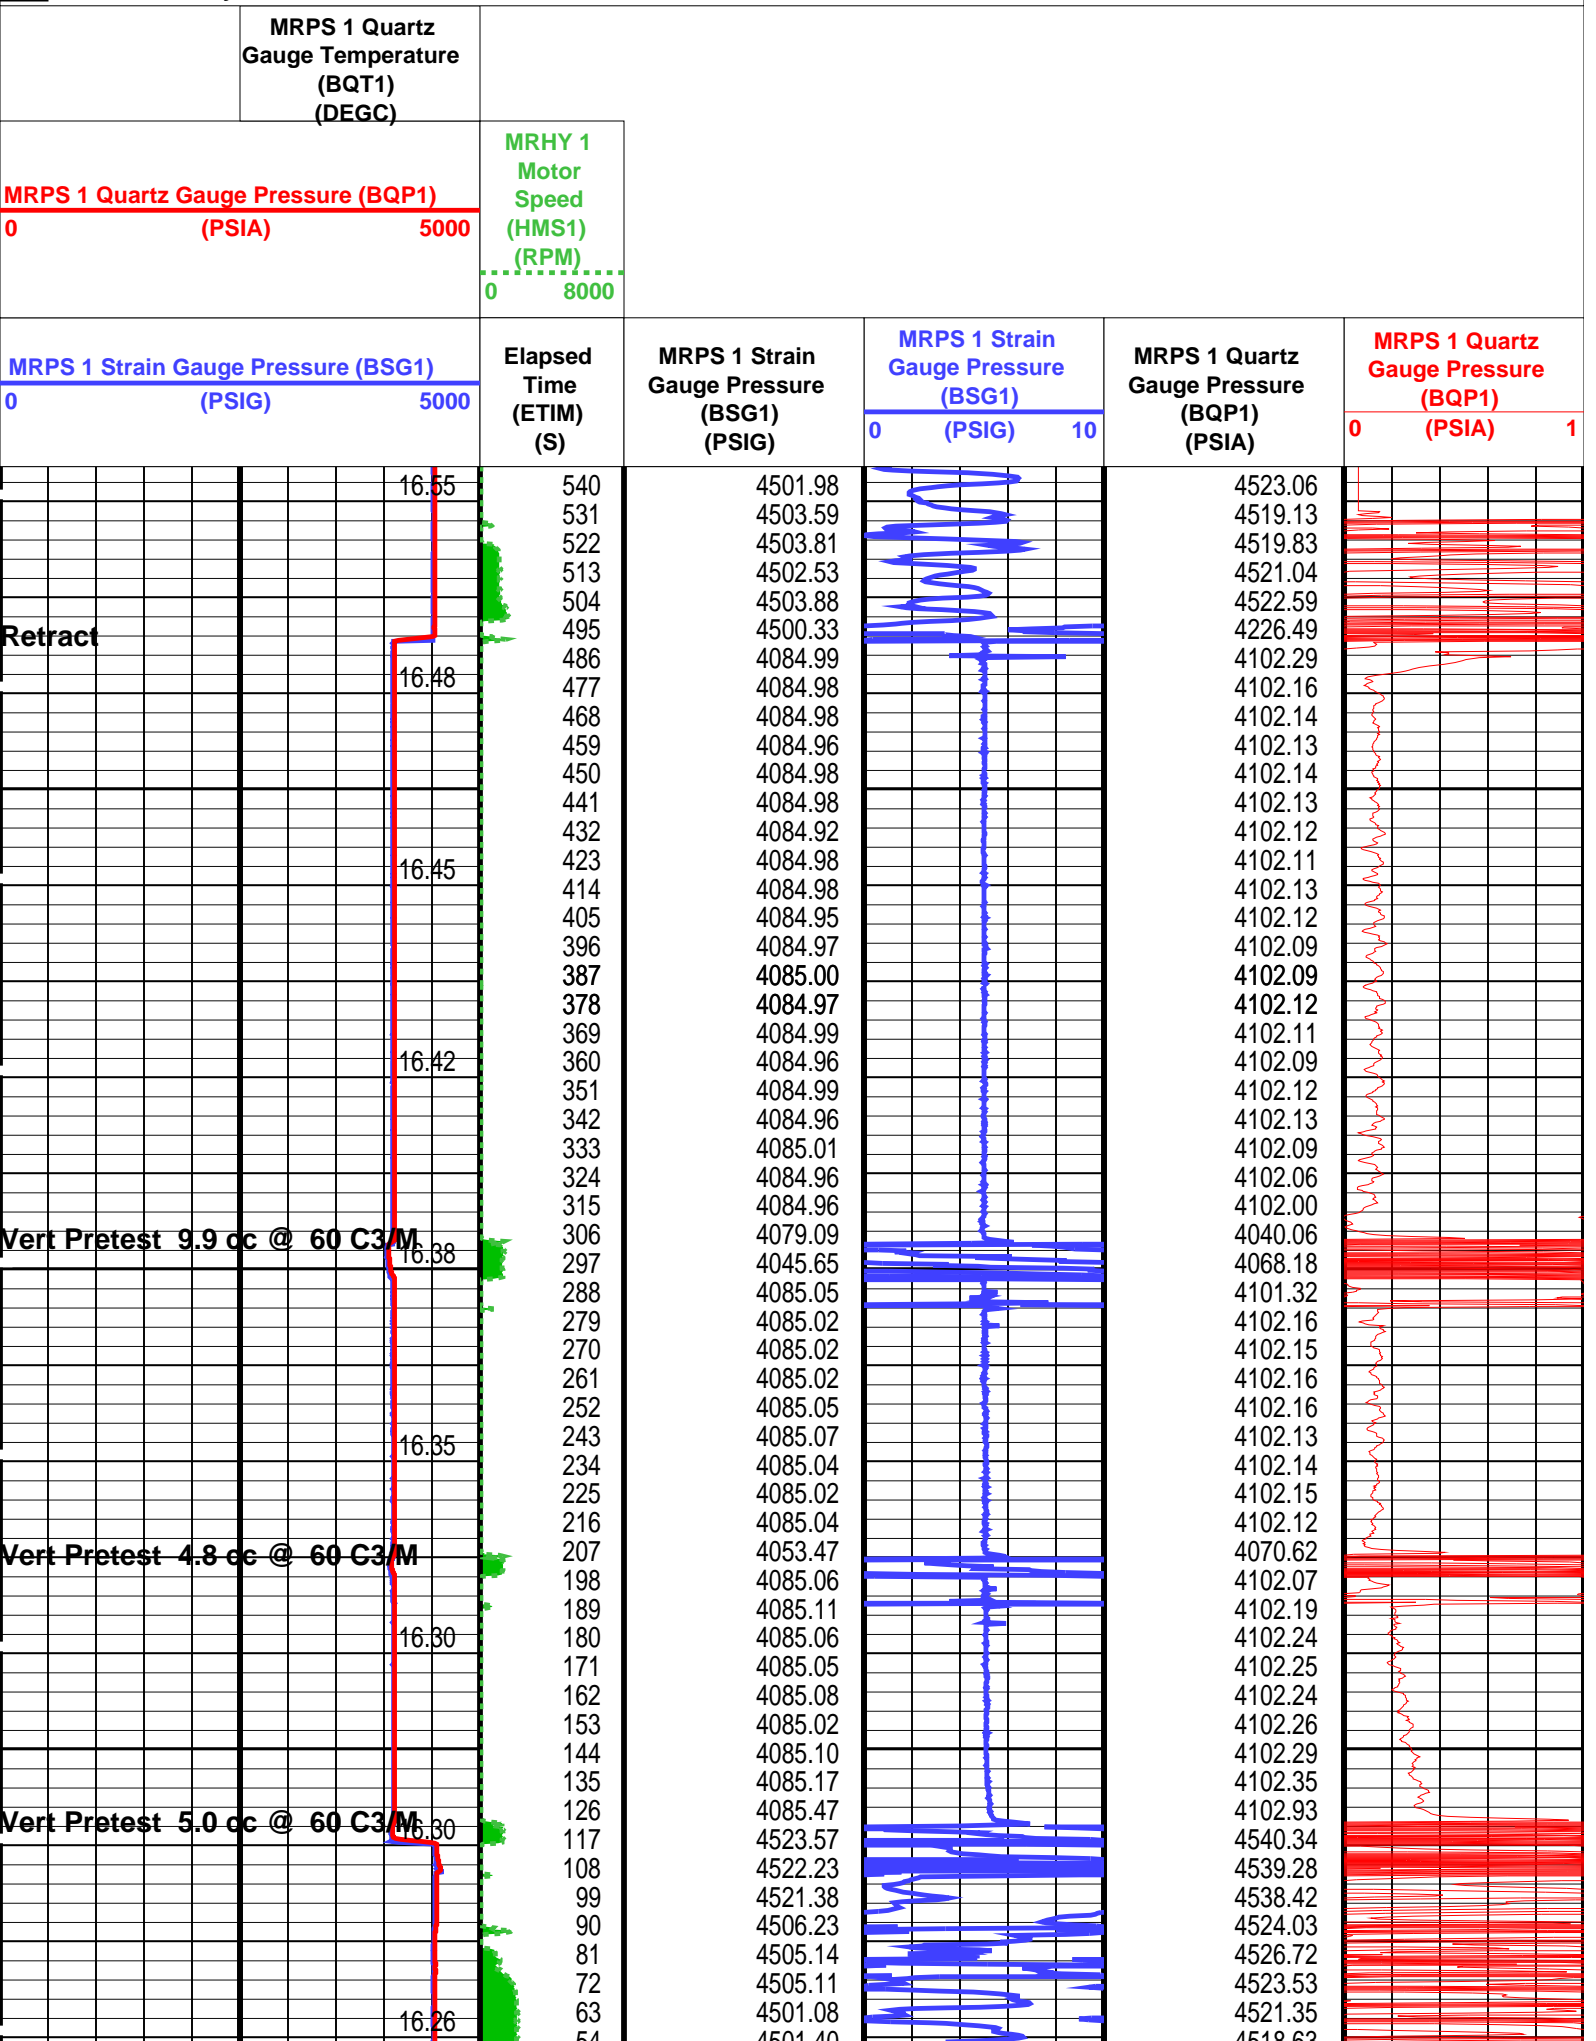 MRPS 1 Quartz
Gauge Temperature
(BQT1)
(DEGC)
MRPS 1 Quartz Gauge Pressure (BQP1)
0 (PSIA) 5000
MRHY 1
Motor
Speed
(HMS1)
(RPM)
0 8000
MRPS 1 Strain Gauge Pressure (BSG1)
0 (PSIG) 5000
Elapsed
Time
(ETIM)
(S)
MRPS 1 Strain
Gauge Pressure
(BSG1)
(PSIG)
MRPS 1 Strain
Gauge Pressure
(BSG1)
0 (PSIG) 10
MRPS 1 Quartz
Gauge Pressure
(BQP1)
(PSIA)
MRPS 1 Quartz
Gauge Pressure
(BQP1)
0 (PSIA) 1
16.55 540 4501.98 4523.06
531 4503.59 4519.13
522 4503.81 4519.83
513 4502.53 4521.04
504 4503.88 4522.59
Retract 495 4500.33 4226.49
486 4084.99 4102.29
16.48 477 4084.98 4102.16
468 4084.98 4102.14
459 4084.96 4102.13
450 4084.98 4102.14
441 4084.98 4102.13
432 4084.92 4102.12
16.45 423 4084.98 4102.11
414 4084.98 4102.13
405 4084.95 4102.12
396 4084.97 4102.09
387 4085.00 4102.09
378 4084.97 4102.12
369 4084.99 4102.11
16.42 360 4084.96 4102.09
351 4084.99 4102.12
342 4084.96 4102.13
333 4085.01 4102.09
324 4084.96 4102.06
315 4084.96 4102.00
Vert Pretest 9.9 cc @ 60 C3/M 306 4079.09 4040.06
16.38 297 4045.65 4068.18
288 4085.05 4101.32
279 4085.02 4102.16
270 4085.02 4102.15
261 4085.02 4102.16
252 4085.05 4102.16
16.35 243 4085.07 4102.13
234 4085.04 4102.14
225 4085.02 4102.15
216 4085.04 4102.12
Vert Pretest 4.8 cc @ 60 C3/M 207 4053.47 4070.62
198 4085.06 4102.07
189 4085.11 4102.19
16.30 180 4085.06 4102.24
171 4085.05 4102.25
162 4085.08 4102.24
153 4085.02 4102.26
144 4085.10 4102.29
135 4085.17 4102.35
126 4085.47 4102.93
Vert Pretest 5.0 cc @ 60 C3/M
16.30 117 4523.57 4540.34
108 4522.23 4539.28
99 4521.38 4538.42
90 4506.23 4524.03
81 4505.14 4526.72
72 4505.11 4523.53
16.26 63 4501.08 4521.35
54 4501.40 4518.63